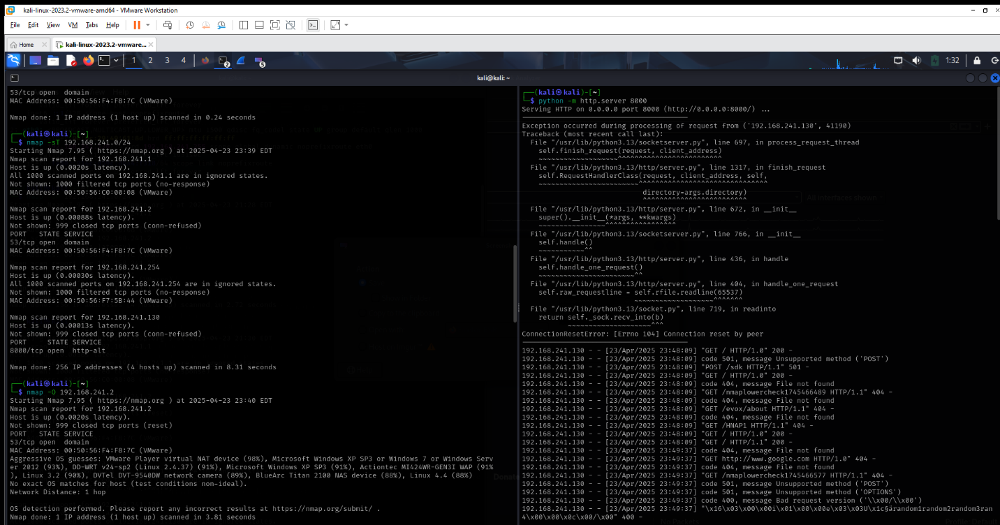 kali-linux-2023.2-vmware-amd64 - VMware Workstation
File Edit View VM Tabs Help
Home
kali-linux-2023.2-vmware...
1 2 3 4
2
5
1:32
kali@kali: ~
53/tcp open  domain
MAC Address: 00:50:56:F4:F8:7C (VMware)
Nmap done: 1 IP address (1 host up) scanned in 0.24 seconds
┌──(kali㉿kali)-[~]
└─$ nmap -sT 192.168.241.0/24
Starting Nmap 7.95 ( https://nmap.org ) at 2025-04-23 23:39 EDT
Nmap scan report for 192.168.241.1
Host is up (0.0020s latency).
All 1000 scanned ports on 192.168.241.1 are in ignored states.
Not shown: 1000 filtered tcp ports (no-response)
MAC Address: 00:50:56:C0:00:08 (VMware)
Nmap scan report for 192.168.241.2
Host is up (0.00088s latency).
Not shown: 999 closed tcp ports (conn-refused)
PORT   STATE SERVICE
53/tcp open  domain
MAC Address: 00:50:56:F4:F8:7C (VMware)
Nmap scan report for 192.168.241.254
Host is up (0.00030s latency).
All 1000 scanned ports on 192.168.241.254 are in ignored states.
Not shown: 1000 filtered tcp ports (no-response)
MAC Address: 00:50:56:F7:5B:44 (VMware)
Nmap scan report for 192.168.241.130
Host is up (0.00013s latency).
Not shown: 999 closed tcp ports (conn-refused)
PORT     STATE SERVICE
8000/tcp open  http-alt
Nmap done: 256 IP addresses (4 hosts up) scanned in 8.31 seconds
┌──(kali㉿kali)-[~]
└─$ nmap -O 192.168.241.2
Starting Nmap 7.95 ( https://nmap.org ) at 2025-04-23 23:40 EDT
Nmap scan report for 192.168.241.2
Host is up (0.0020s latency).
Not shown: 999 closed tcp ports (reset)
PORT   STATE SERVICE
53/tcp open  domain
MAC Address: 00:50:56:F4:F8:7C (VMware)
Aggressive OS guesses: VMware Player virtual NAT device (98%), Microsoft Windows XP SP3 or Windows 7 or Windows Serv
er 2012 (93%), DD-WRT v24-sp2 (Linux 2.4.37) (91%), Microsoft Windows XP SP3 (91%), Actiontec MI424WR-GEN3I WAP (91%
), Linux 3.2 (90%), DVTel DVT-9540DW network camera (89%), BlueArc Titan 2100 NAS device (88%), Linux 4.4 (88%)
No exact OS matches for host (test conditions non-ideal).
Network Distance: 1 hop
OS detection performed. Please report any incorrect results at https://nmap.org/submit/ .
Nmap done: 1 IP address (1 host up) scanned in 3.81 seconds
┌──(kali㉿kali)-[~]
└─$ python -m http.server 8000
Serving HTTP on 0.0.0.0 port 8000 (http://0.0.0.0:8000/) ...
Exception occurred during processing of request from ('192.168.241.130', 41190)
Traceback (most recent call last):
File "/usr/lib/python3.13/socketserver.py", line 697, in process_request_thread
self.finish_request(request, client_address)
~~~~~~~~~~~~~~~~~~~^^^^^^^^^^^^^^^^^^^^^^^^^
File "/usr/lib/python3.13/http/server.py", line 1317, in finish_request
self.RequestHandlerClass(request, client_address, self,
~~~~~~~~~~~~~~~~~~~~~~~~^^^^^^^^^^^^^^^^^^^^^^^^^^^^^^^
directory=args.directory)
^^^^^^^^^^^^^^^^^^^^^^^^^
File "/usr/lib/python3.13/http/server.py", line 672, in __init__
super().__init__(*args, **kwargs)
~~~~~~~~~~~~~~~~^^^^^^^^^^^^^^^^^
File "/usr/lib/python3.13/socketserver.py", line 766, in __init__
self.handle()
~~~~~~~~~~~^^
File "/usr/lib/python3.13/http/server.py", line 436, in handle
self.handle_one_request()
~~~~~~~~~~~~~~~~~~~~~~~^^
File "/usr/lib/python3.13/http/server.py", line 404, in handle_one_request
self.raw_requestline = self.rfile.readline(65537)
~~~~~~~~~~~~~~~~~~~^^^^^^^
File "/usr/lib/python3.13/socket.py", line 719, in readinto
return self._sock.recv_into(b)
~~~~~~~~~~~~~~~~~~~~^^^
ConnectionResetError: [Errno 104] Connection reset by peer
192.168.241.130 - - [23/Apr/2025 23:48:09] "GET / HTTP/1.0" 200 -
192.168.241.130 - - [23/Apr/2025 23:48:09] code 501, message Unsupported method ('POST')
192.168.241.130 - - [23/Apr/2025 23:48:09] "POST /sdk HTTP/1.1" 501 -
192.168.241.130 - - [23/Apr/2025 23:48:09] "GET / HTTP/1.0" 200 -
192.168.241.130 - - [23/Apr/2025 23:48:09] code 404, message File not found
192.168.241.130 - - [23/Apr/2025 23:48:09] "GET /nmaplowercheck1745466489 HTTP/1.1" 404 -
192.168.241.130 - - [23/Apr/2025 23:48:09] code 404, message File not found
192.168.241.130 - - [23/Apr/2025 23:48:09] "GET /evox/about HTTP/1.1" 404 -
192.168.241.130 - - [23/Apr/2025 23:48:09] code 404, message File not found
192.168.241.130 - - [23/Apr/2025 23:48:09] "GET /HNAP1 HTTP/1.1" 404 -
192.168.241.130 - - [23/Apr/2025 23:48:09] "GET / HTTP/1.0" 200 -
192.168.241.130 - - [23/Apr/2025 23:48:09] "GET / HTTP/1.1" 200 -
192.168.241.130 - - [23/Apr/2025 23:49:37] code 404, message File not found
192.168.241.130 - - [23/Apr/2025 23:49:37] "GET http://www.google.com HTTP/1.0" 404 -
192.168.241.130 - - [23/Apr/2025 23:49:37] code 404, message File not found
192.168.241.130 - - [23/Apr/2025 23:49:37] "GET /nmaplowercheck1745466577 HTTP/1.1" 404 -
192.168.241.130 - - [23/Apr/2025 23:49:37] code 501, message Unsupported method ('POST')
192.168.241.130 - - [23/Apr/2025 23:49:37] code 501, message Unsupported method ('OPTIONS')
192.168.241.130 - - [23/Apr/2025 23:49:37] code 400, message Bad request version ('\\x00/\\x00')
192.168.241.130 - - [23/Apr/2025 23:49:37] "\x16\x03\x00\x00i\x01\x00\x00e\x03\x03U\x1c§ärandom1random2random3ran
4\x00\x00\x0c\x00/\x00" 400 -
All interfaces shown